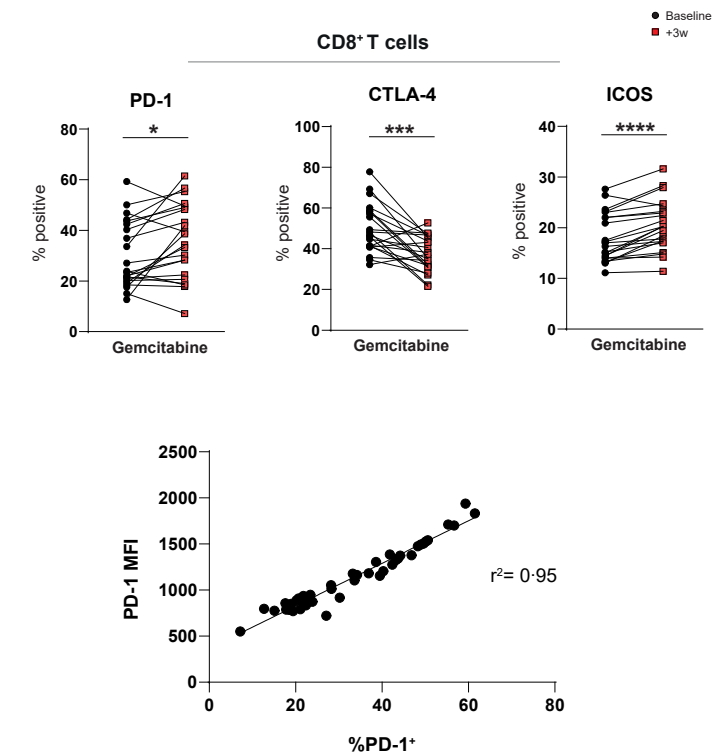 Baseline
+3w
CD8+ T cells
PD-1
CTLA-4
ICOS
*
***
****
80
60
40
20
0
% positive
Gemcitabine
100
80
60
40
20
0
% positive
Gemcitabine
40
30
20
10
0
% positive
Gemcitabine
2500
2000
1500
1000
500
0
PD-1 MFI
r2= 0·95
0 20 40 60 80
%PD-1+